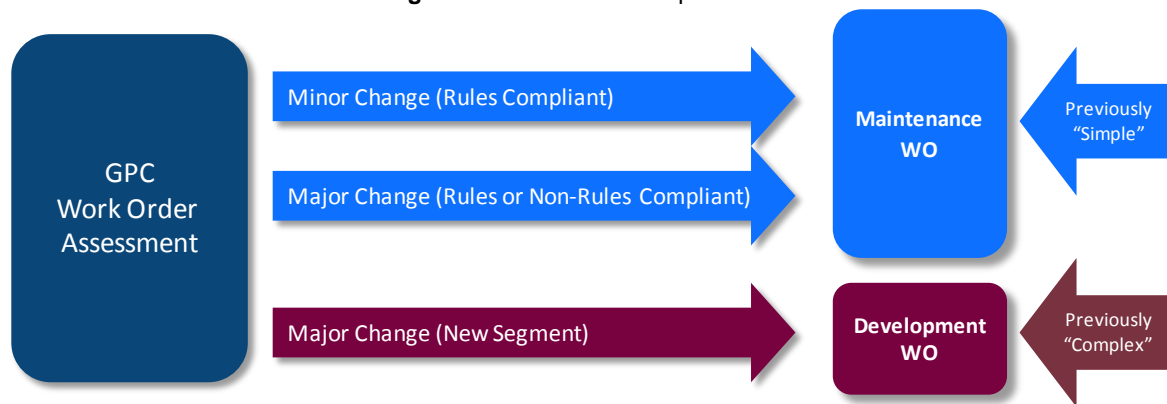 GPC
Work Order
Assessment
Minor Change (Rules Compliant)
Major Change (Rules or Non-Rules Compliant)
Major Change (New Segment)
Maintenance
WO
Development
WO
Previously
“Simple”
Previously
“Complex”